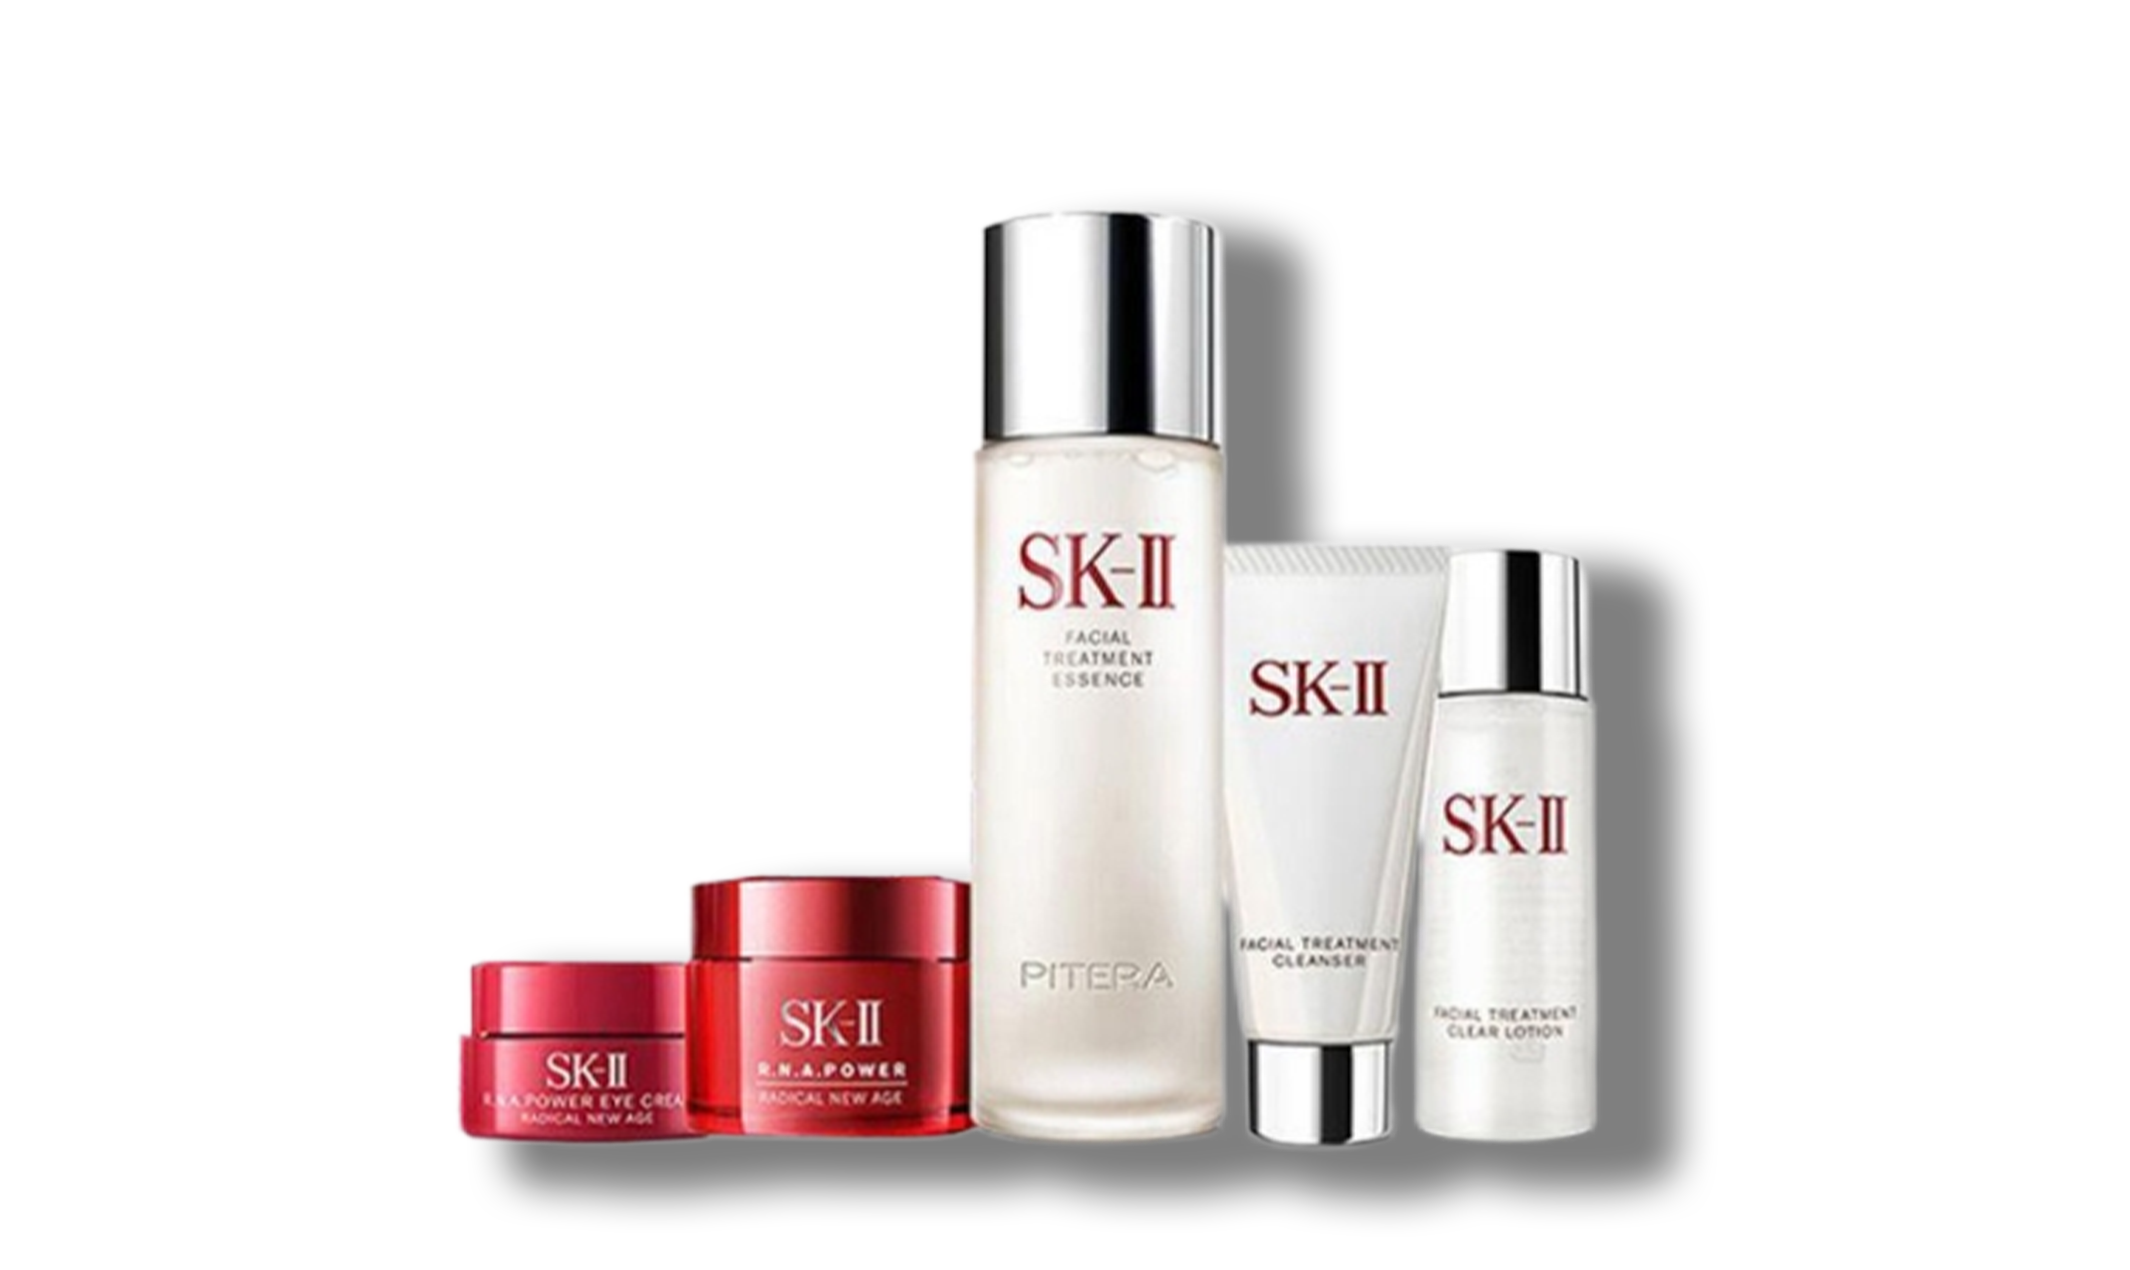 SK-II
R.N.A.POWER EYE CREA
RADICAL NEW AGE
SK-II
R.N.A.POWER
RADICAL NEW AGE
SK-II
FACIAL
TREATMENT
ESSENCE
PITERA
SK-II
FACIAL TREATMENT
CLEANSER
SK-II
FACIAL TREATMENT
CLEAR LOTION